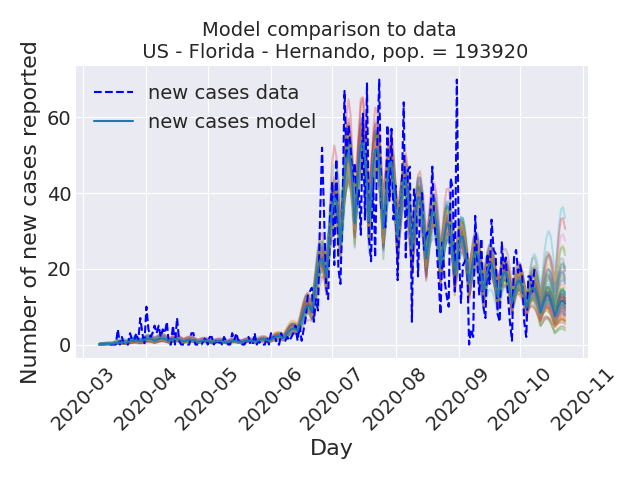 Model comparison to data
US - Florida - Hernando, pop. = 193920
Number of new cases reported
60
40
20
0
new cases data
new cases model
2020-03
2020-04
2020-05
2020-06
2020-07
2020-08
2020-09
2020-10
2020-11
Day